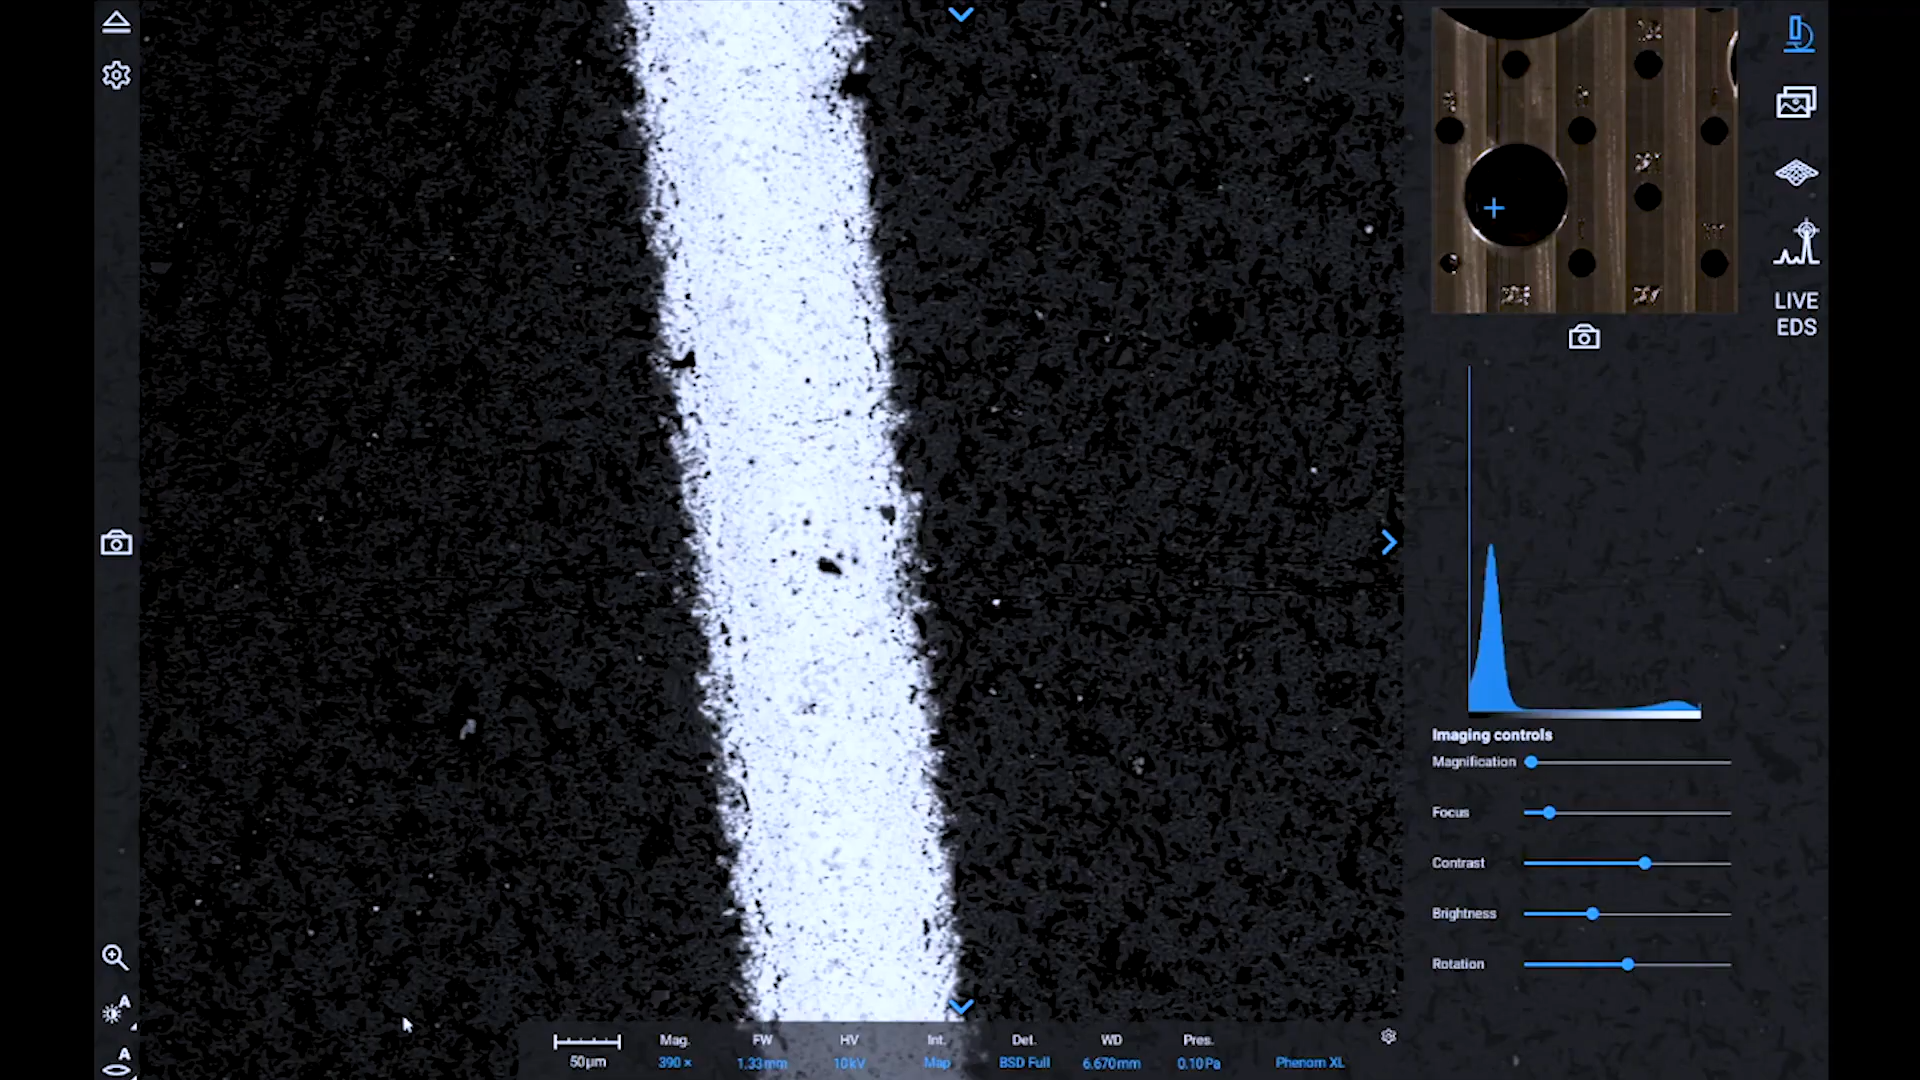 LIVE
EDS
Imaging controls
Magnification
Focus
Contrast
Brightness
Rotation
A
A
50µm
Mag.
390 x
FW
1.33mm
HV
10kV
Int.
Map
Det.
BSD Full
WD
6.670mm
Pres.
0.10Pa
Phenom XL